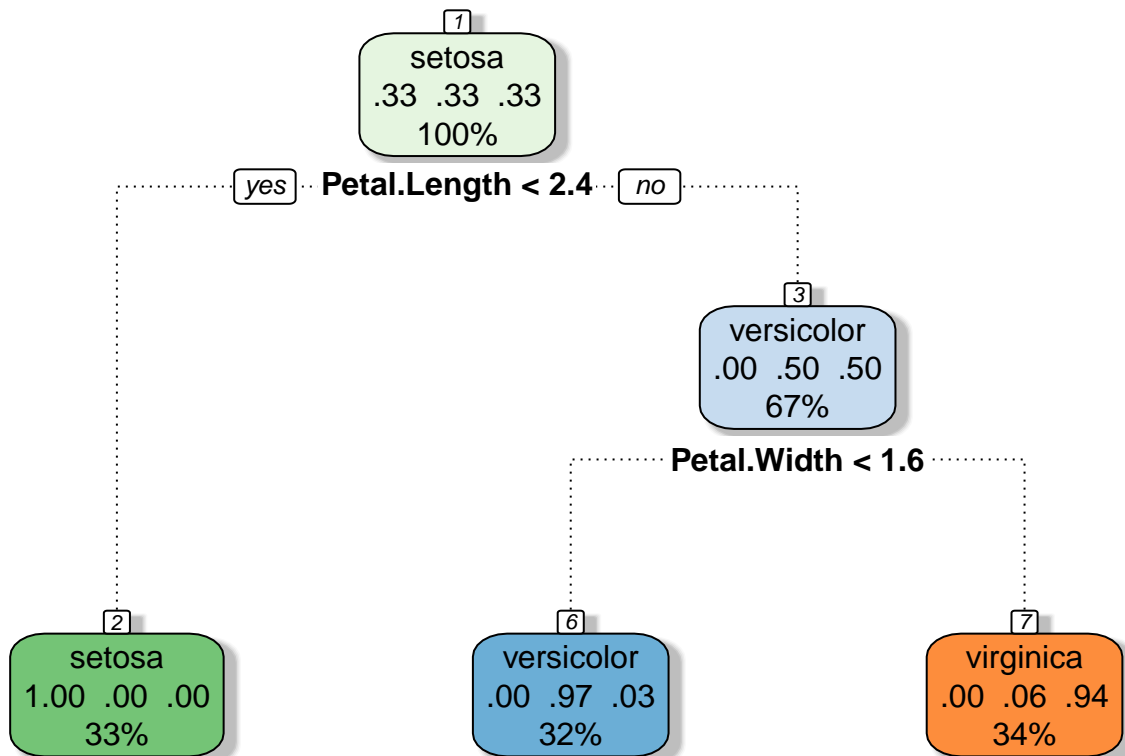 1
setosa
.33 .33 .33
100%
yes Petal.Length < 2.4 no
3
versicolor
.00 .50 .50
67%
Petal.Width < 1.6
2
setosa
1.00 .00 .00
33%
6
versicolor
.00 .97 .03
32%
7
virginica
.00 .06 .94
34%